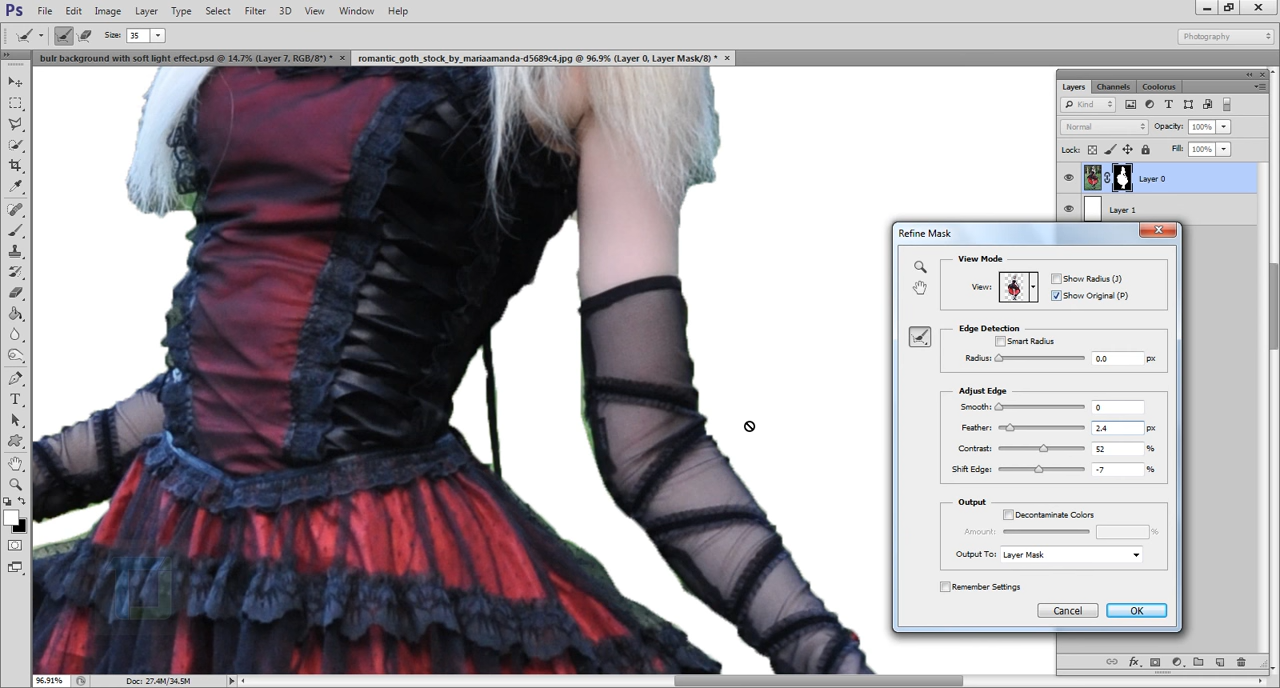 Ps File Edit Image Layer Type Select Filter 3D View Window Help
Size: 35 Photography
bulr background with soft light effect.psd @ 14.7% (Layer 7, RGB/8*) * × romantic_goth_stock_by_mariaamanda-d5689c4.jpg @ 96.9% (Layer 0, Layer Mask/8) * ×
Layers Channels Coolorus
Kind
Normal Opacity: 100%
Lock: Fill: 100%
Layer 0
Layer 1
Refine Mask
View Mode
View: Show Radius (J)
Show Original (P)
Edge Detection
Smart Radius
Radius: 0.0 px
Adjust Edge
Smooth: 0
Feather: 2.4 px
Contrast: 52 %
Shift Edge: -7 %
Output
Decontaminate Colors
Amount: %
Output To: Layer Mask
Remember Settings
Cancel OK
96.91% Doc: 27.4M/34.5M